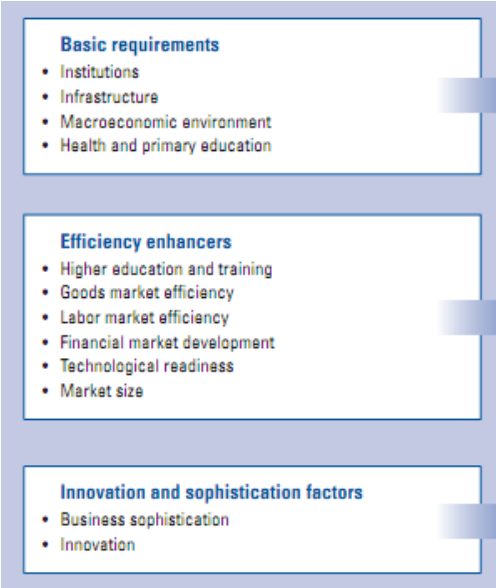 Basic requirements
• Institutions
• Infrastructure
• Macroeconomic environment
• Health and primary education
Efficiency enhancers
• Higher education and training
• Goods market efficiency
• Labor market efficiency
• Financial market development
• Technological readiness
• Market size
Innovation and sophistication factors
• Business sophistication
• Innovation